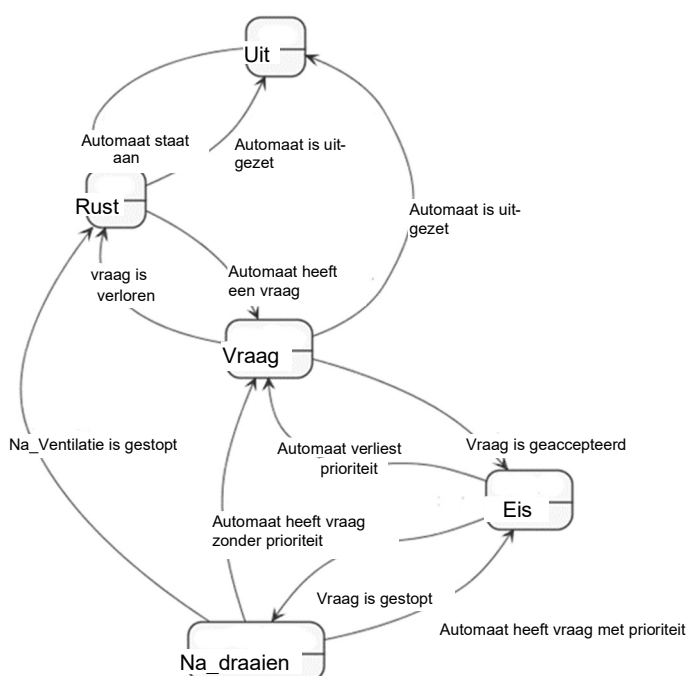 Uit
Automaat staat
aan
Automaat is uit-
gezet
Rust
Automaat is uit-
gezet
vraag is
verloren
Automaat heeft
een vraag
Vraag
Na_Ventilatie is gestopt
Automaat verliest
prioriteit
Vraag is geaccepteerd
Eis
Automaat heeft vraag
zonder prioriteit
Vraag is gestopt
Automaat heeft vraag met prioriteit
Na_draaien